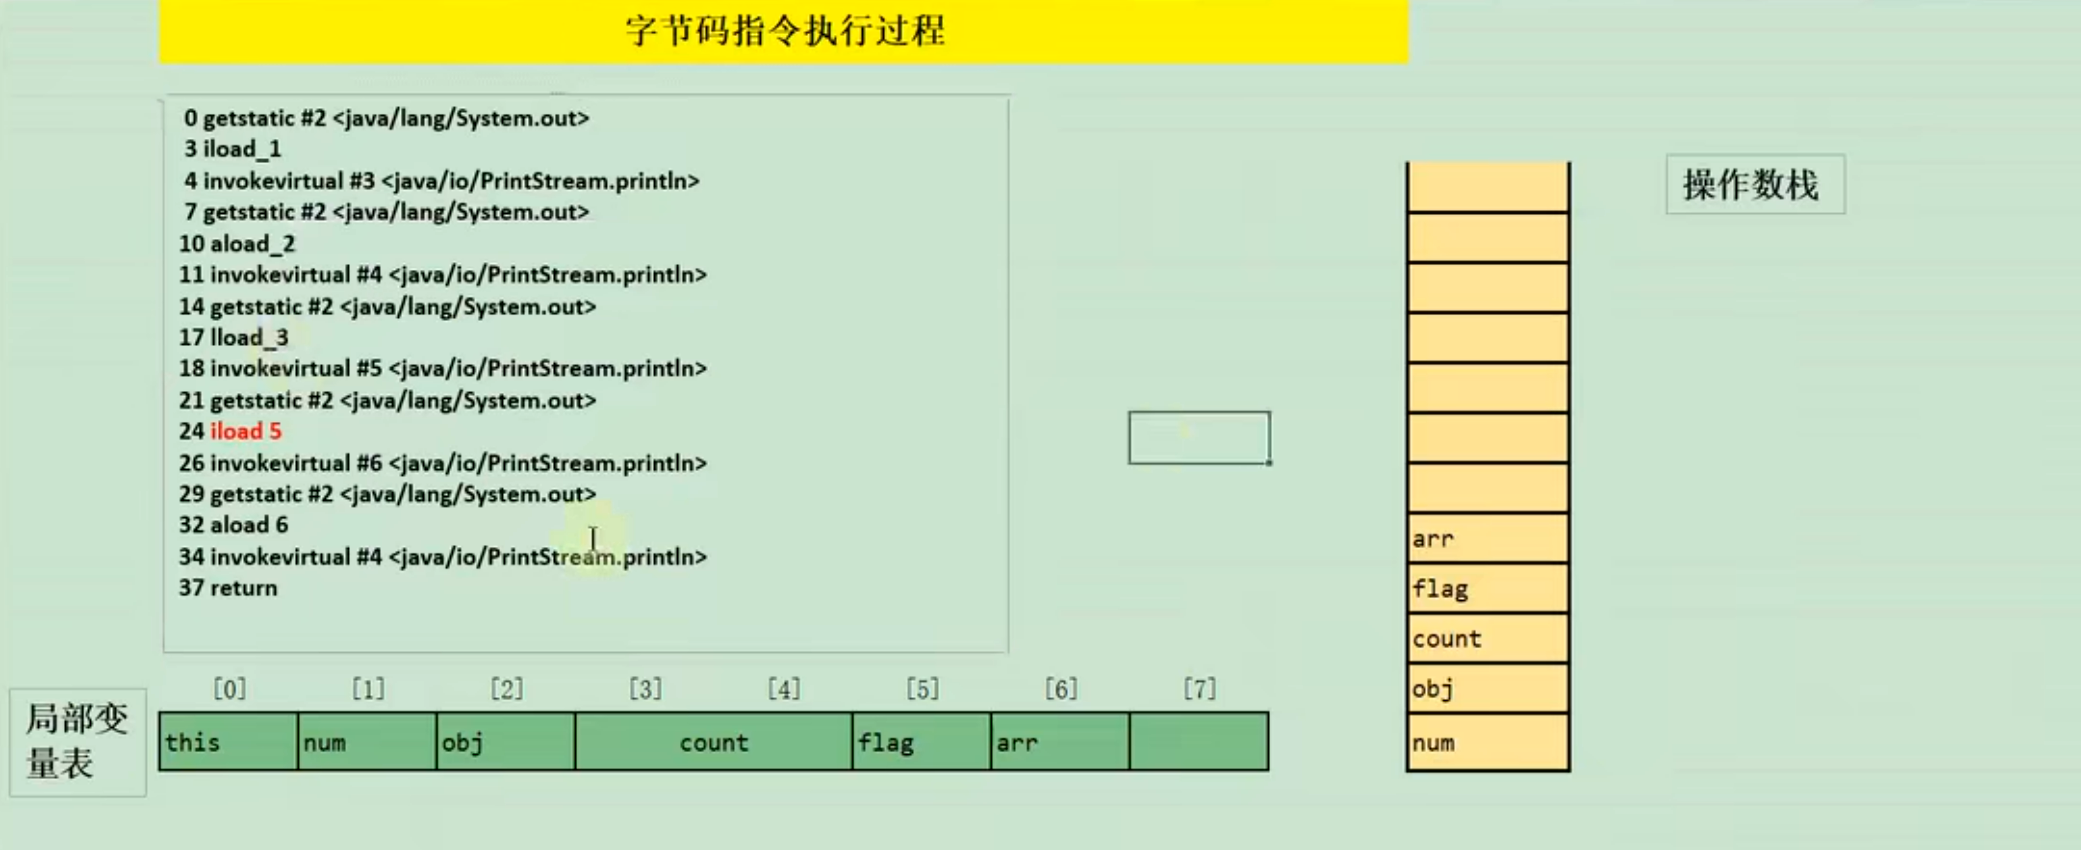 字节码指令执行过程
0 getstatic #2 <java/lang/System.out>
3 iload_1
4 invokevirtual #3 <java/io/PrintStream.println>
7 getstatic #2 <java/lang/System.out>
10 aload_2
11 invokevirtual #4 <java/io/PrintStream.println>
14 getstatic #2 <java/lang/System.out>
17 lload_3
18 invokevirtual #5 <java/io/PrintStream.println>
21 getstatic #2 <java/lang/System.out>
24 iload 5
26 invokevirtual #6 <java/io/PrintStream.println>
29 getstatic #2 <java/lang/System.out>
32 aload 6
34 invokevirtual #4 <java/io/PrintStream.println>
37 return
操作数栈
arr
flag
count
obj
num
[0] [1] [2] [3] [4] [5] [6] [7]
局部变
量表
this num obj count flag arr